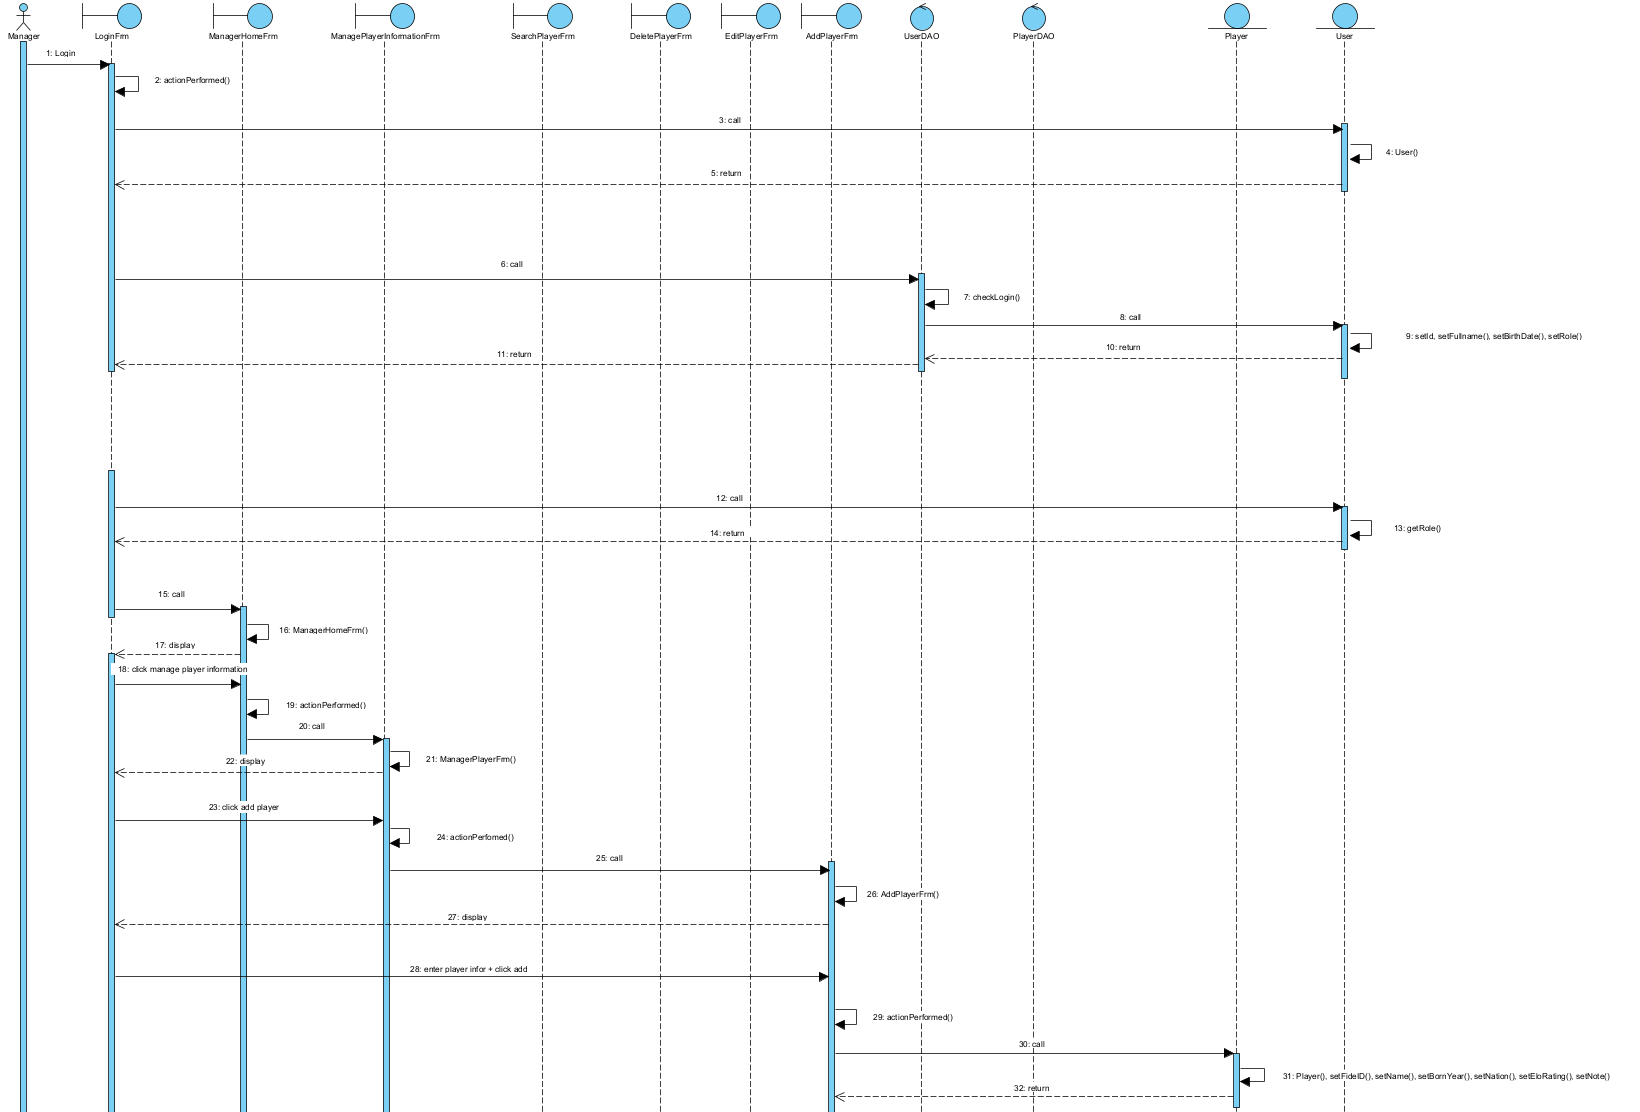 Manager
LoginFrm
ManagerHomeFrm
ManagePlayerInformationFrm
SearchPlayerFrm
DeletePlayerFrm
EditPlayerFrm
AddPlayerFrm
UserDAO
PlayerDAO
Player
User
1: Login
2: actionPerformed()
3: call
4: User()
5: return
6: call
7: checkLogin()
8: call
9: setId, setFullname(), setBirthDate(), setRole()
10: return
11: return
12: call
13: getRole()
14: return
15: call
16: ManagerHomeFrm()
17: display
18: click manage player information
19: actionPerformed()
20: call
21: ManagerPlayerFrm()
22: display
23: click add player
24: actionPerfomed()
25: call
26: AddPlayerFrm()
27: display
28: enter player infor + click add
29: actionPerformed()
30: call
31: Player(), setFideID(), setName(), setBornYear(), setNation(), setEloRating(), setNote()
32: return